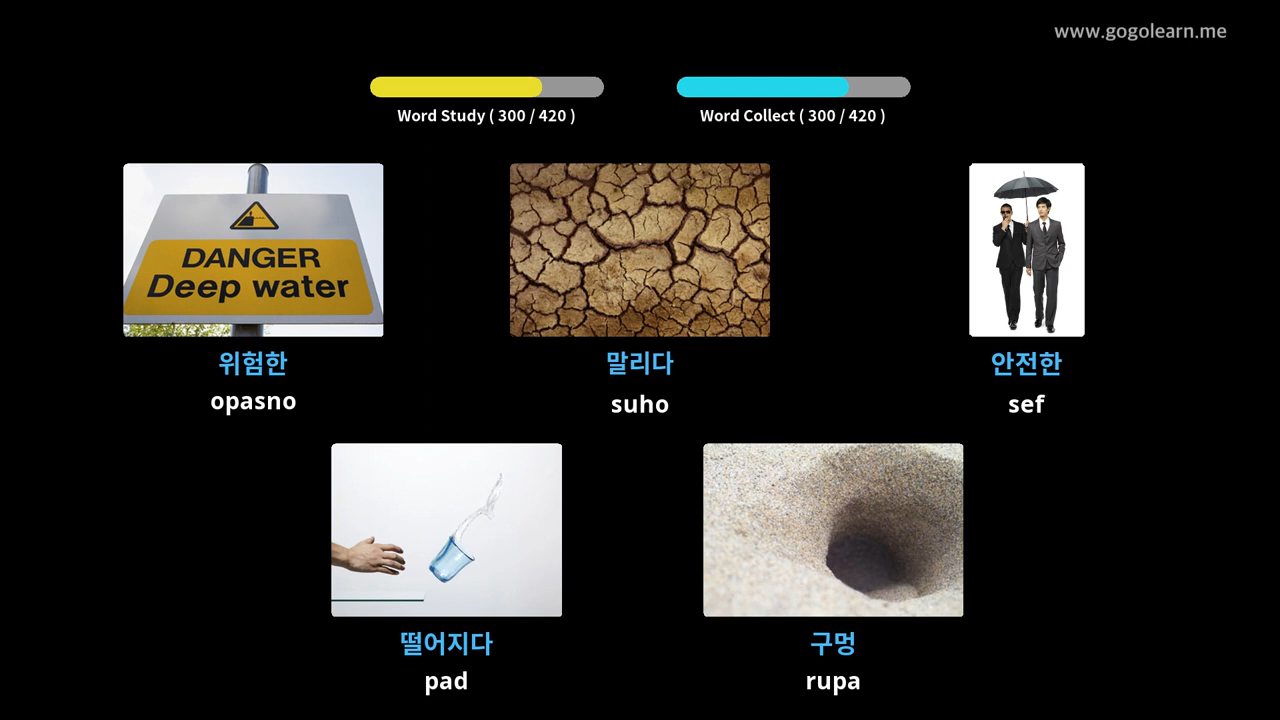 www.gogolearn.me
Word Study ( 300 / 420 )
Word Collect ( 300 / 420 )
DANGER
Deep water
위험한
opasno
말리다
suho
안전한
sef
떨어지다
pad
구멍
rupa